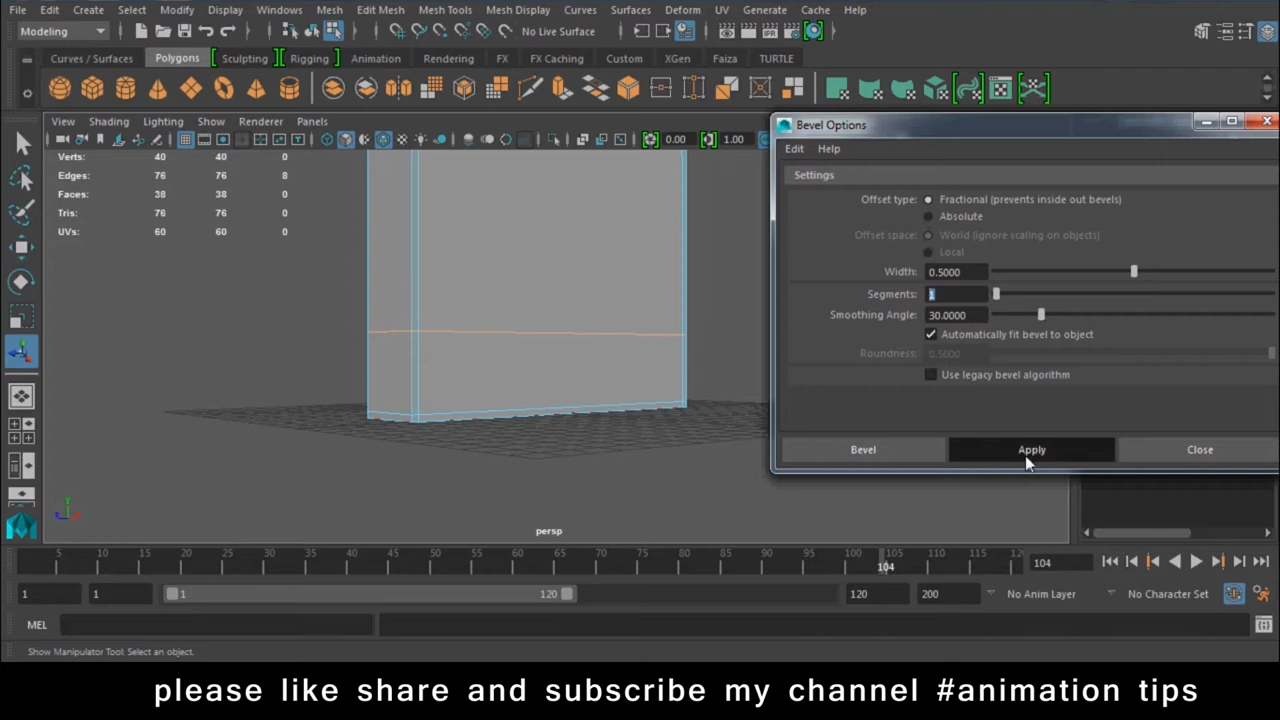 File Edit Create Select Modify Display Windows Mesh Edit Mesh Mesh Tools Mesh Display Curves Surfaces Deform UV Generate Cache Help
Modeling No Live Surface
Curves / Surfaces Polygons Sculpting Rigging Animation Rendering FX FX Caching Custom XGen Faiza TURTLE
View Shading Lighting Show Renderer Panels
0.00 1.00
Verts: 40 40 0
Edges: 76 76 8
Faces: 38 38 0
Tris: 76 76 0
UVs: 60 60 0
Bevel Options
Edit Help
Settings
Offset type: Fractional (prevents inside out bevels)
Absolute
Offset space: World (ignore scaling on objects)
Local
Width: 0.5000
Segments: 1
Smoothing Angle: 30.0000
Automatically fit bevel to object
Roundness: 0.5000
Use legacy bevel algorithm
Bevel Apply Close
persp
5 10 15 20 25 30 35 40 45 50 55 60 65 70 75 80 85 90 95 100 105 110 115 104
104
1 1 1 120 120 200 No Anim Layer No Character Set
MEL
Show Manipulator Tool: Select an object.
please like share and subscribe my channel #animation tips